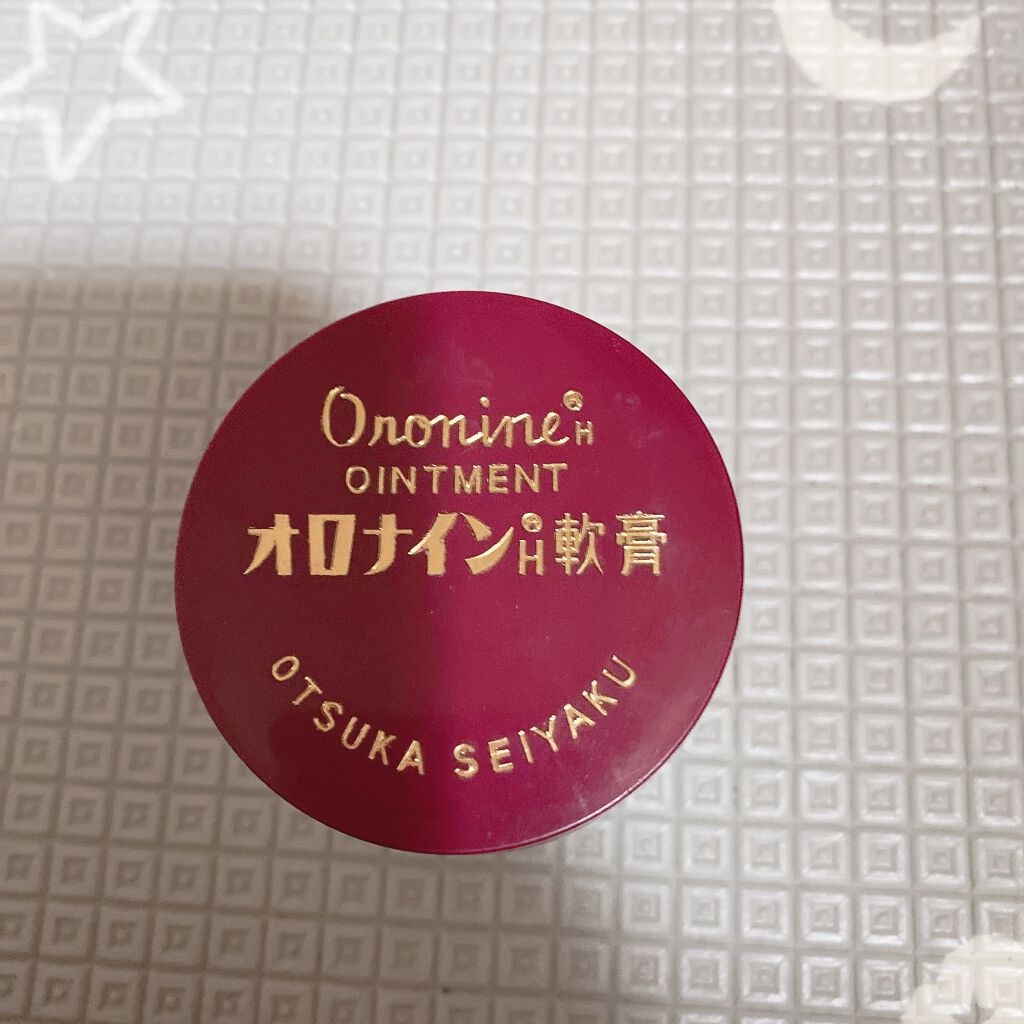 Oronine®H
OINTMENT
オロナイン®H軟膏
OTSUKA SEIYAKU